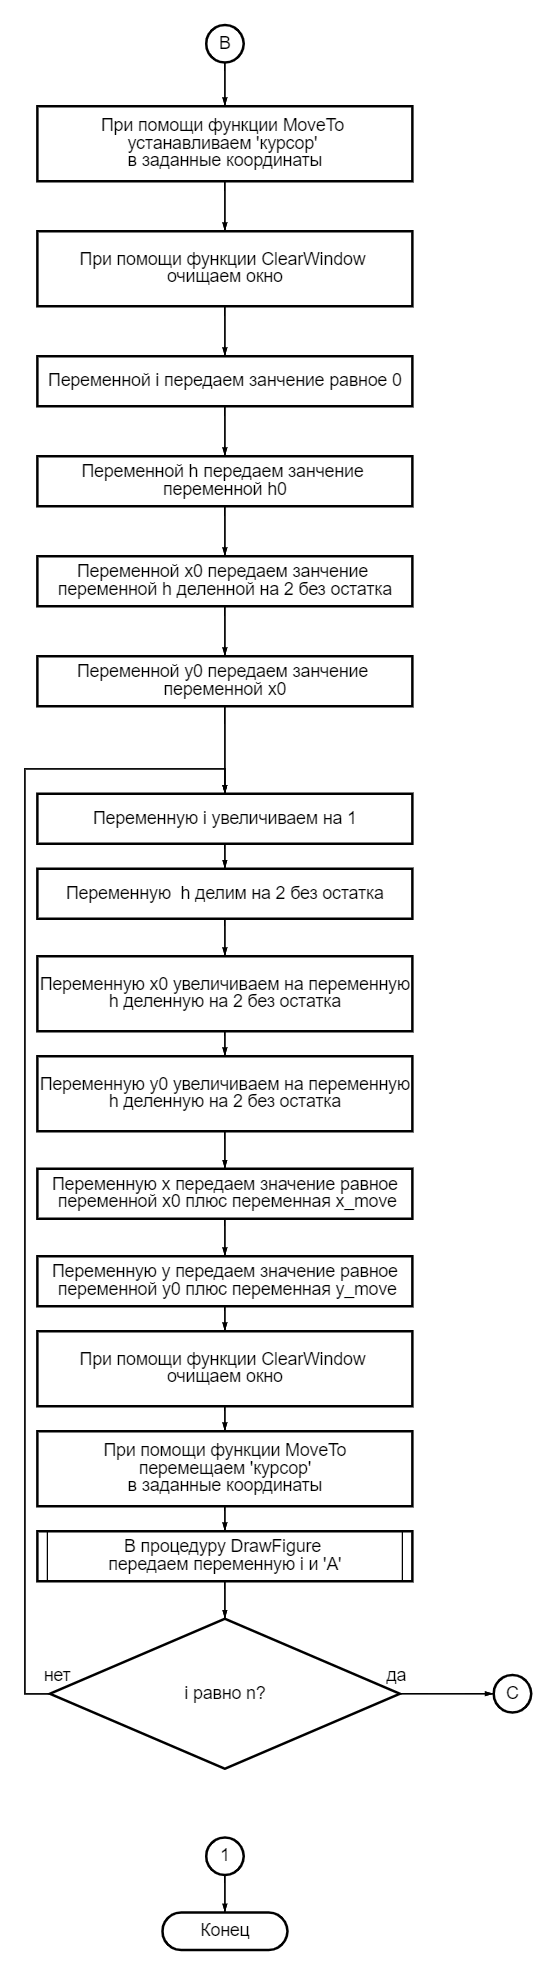 B
При помощи функции MoveTo
устанавливаем 'курсор'
в заданные координаты
При помощи функции ClearWindow
очищаем окно
Переменной i передаем занчение равное 0
Переменной h передаем занчение
переменной h0
Переменной x0 передаем занчение
переменной h деленной на 2 без остатка
Переменной y0 передаем занчение
переменной x0
Переменную i увеличиваем на 1
Переменную  h делим на 2 без остатка
Переменную x0 увеличиваем на переменную
h деленную на 2 без остатка
Переменную y0 увеличиваем на переменную
h деленную на 2 без остатка
Переменную x передаем значение равное
переменной x0 плюс переменная x_move
Переменную y передаем значение равное
переменной y0 плюс переменная y_move
При помощи функции ClearWindow
очищаем окно
При помощи функции MoveTo
перемещаем 'курсор'
в заданные координаты
В процедуру DrawFigure
передаем переменную i и 'A'
нет
да
i равно n?
C
1
Конец